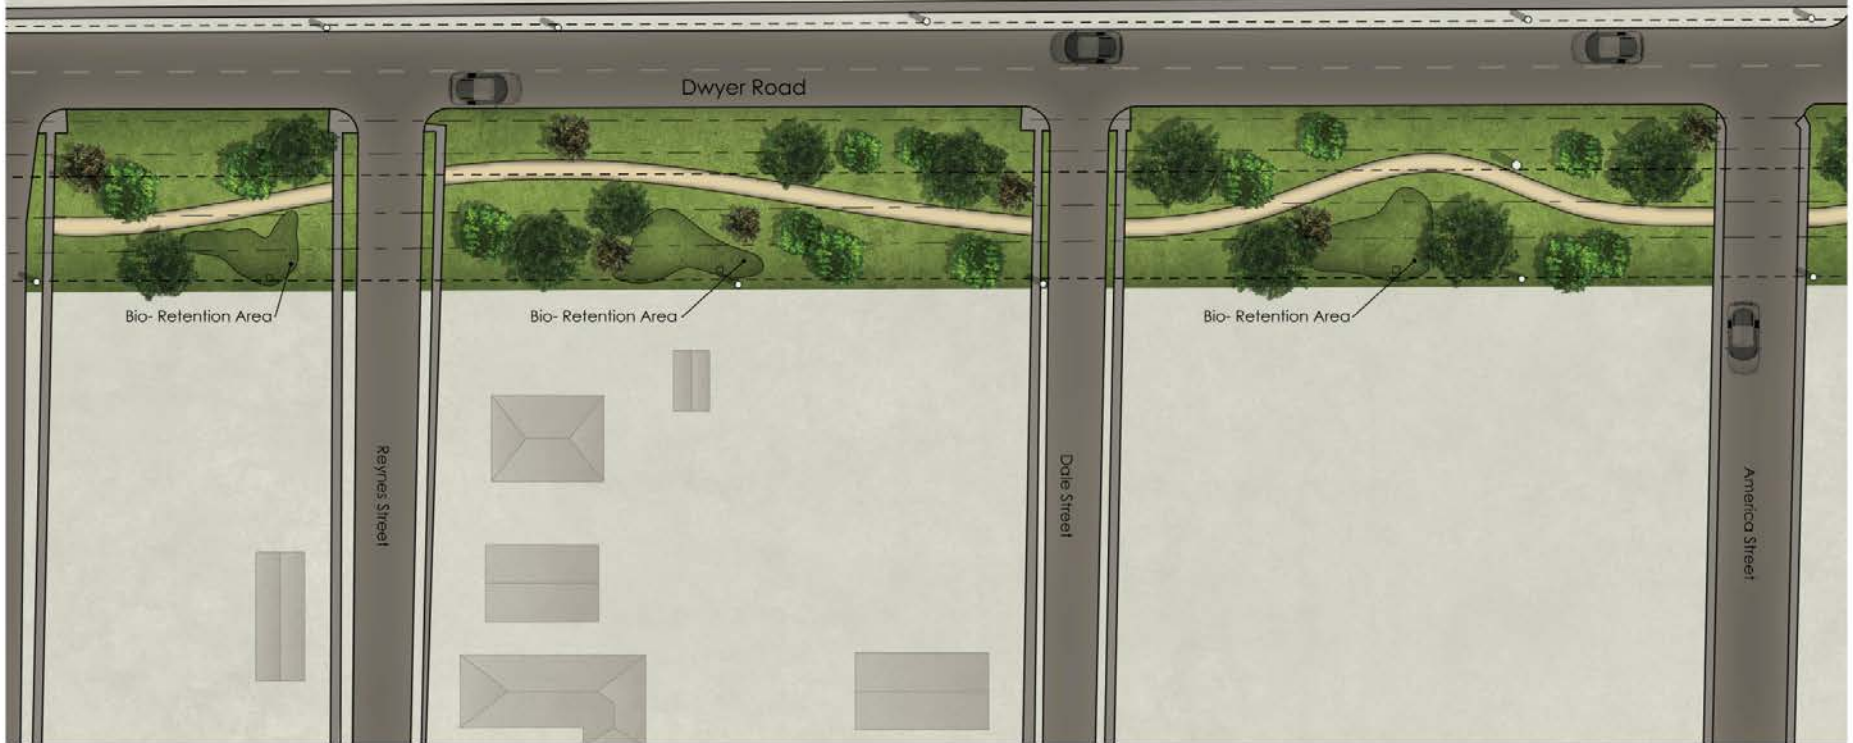 Dwyer Road
Bio- Retention Area
Bio- Retention Area
Bio- Retention Area
Reynes Street
Dale Street
America Street